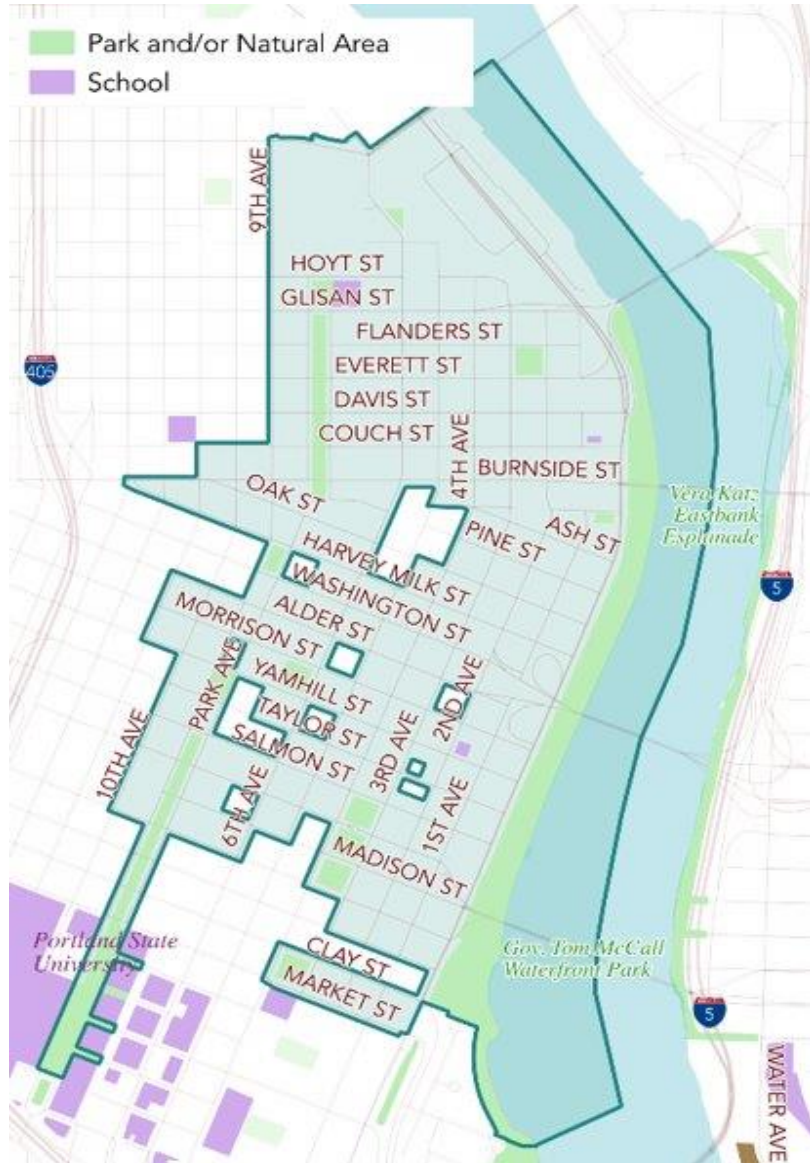 Park and/or Natural Area
School
9TH AVE
HOYT ST
GLISAN ST
FLANDERS ST
EVERETT ST
405
DAVIS ST
COUCH ST
4TH AVE
BURNSIDE ST
OAK ST
Vera Katz
Eastbank
Esplanade
PINE ST
ASH ST
HARVEY MILK ST
WASHINGTON ST
5
ALDER ST
MORRISON ST
PARK AVE
YAMHILL ST
2ND AVE
TAYLOR ST
3RD AVE
SALMON ST
10TH AVE
6TH AVE
1ST AVE
MADISON ST
Portland State
University
CLAY ST
Gov. Tom McCall
Waterfront Park
MARKET ST
5
WATER AVE